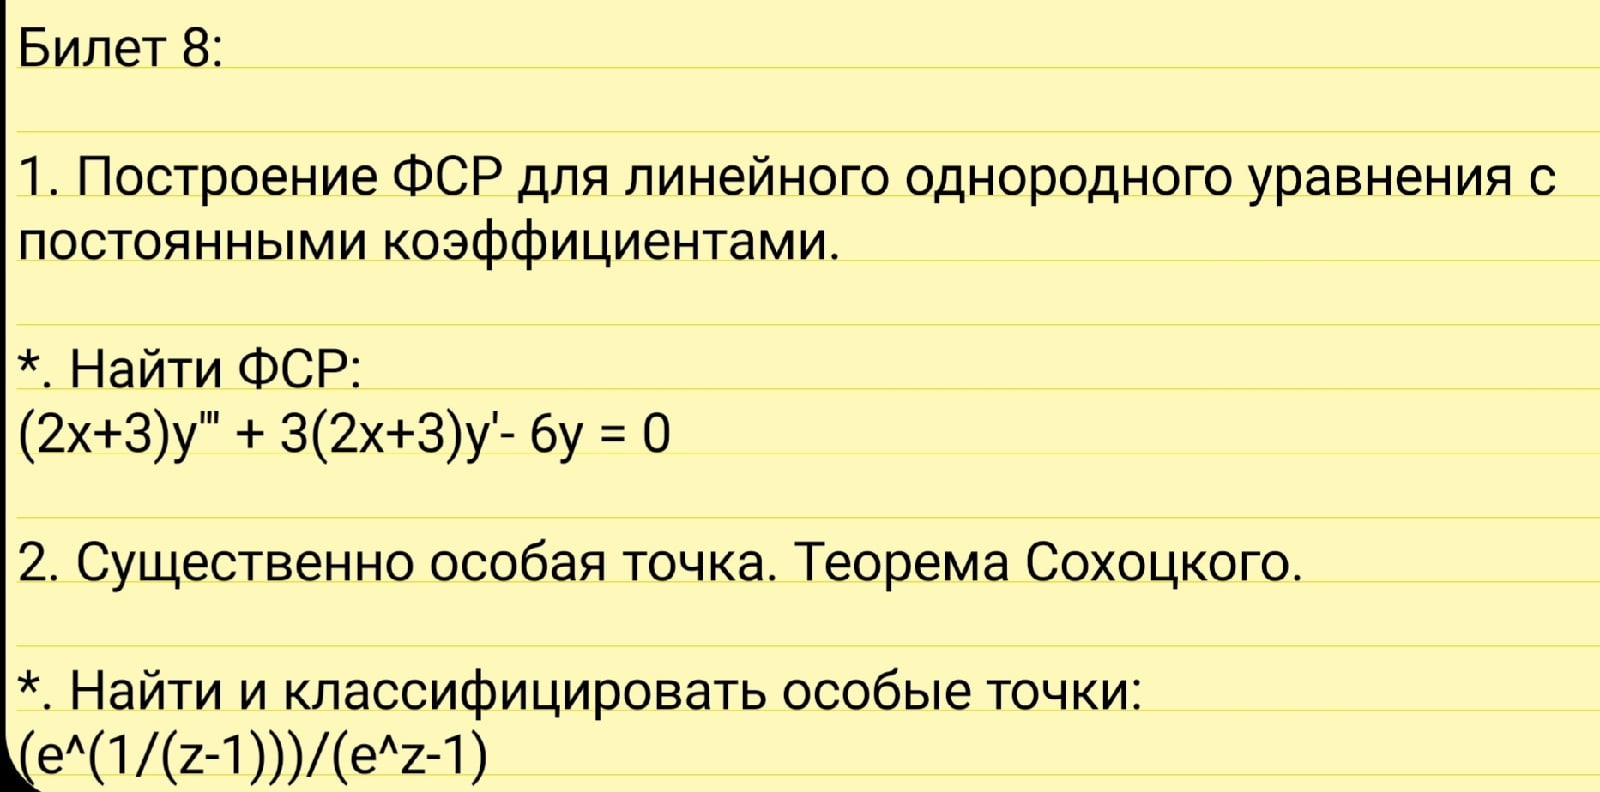 Билет 8:
1. Построение ФСР для линейного однородного уравнения с
постоянными коэффициентами.
*. Найти ФСР:
(2x+3)y''' + 3(2x+3)y'- 6y = 0
2. Существенно особая точка. Теорема Сохоцкого.
*. Найти и классифицировать особые точки:
(e^(1/(z-1)))/(e^z-1)